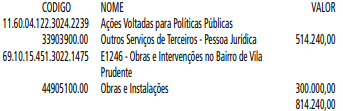 CODIGO NOME VALOR
11.60.04.122.3024.2239 Ações Voltadas para Políticas Públicas
33903900.00 Outros Serviços de Terceiros - Pessoa Jurídica 514.240,00
69.10.15.451.3022.1475 E1246 - Obras e Intervenções no Bairro de Vila
Prudente
44905100.00 Obras e Instalações 300.000,00
814.240,00